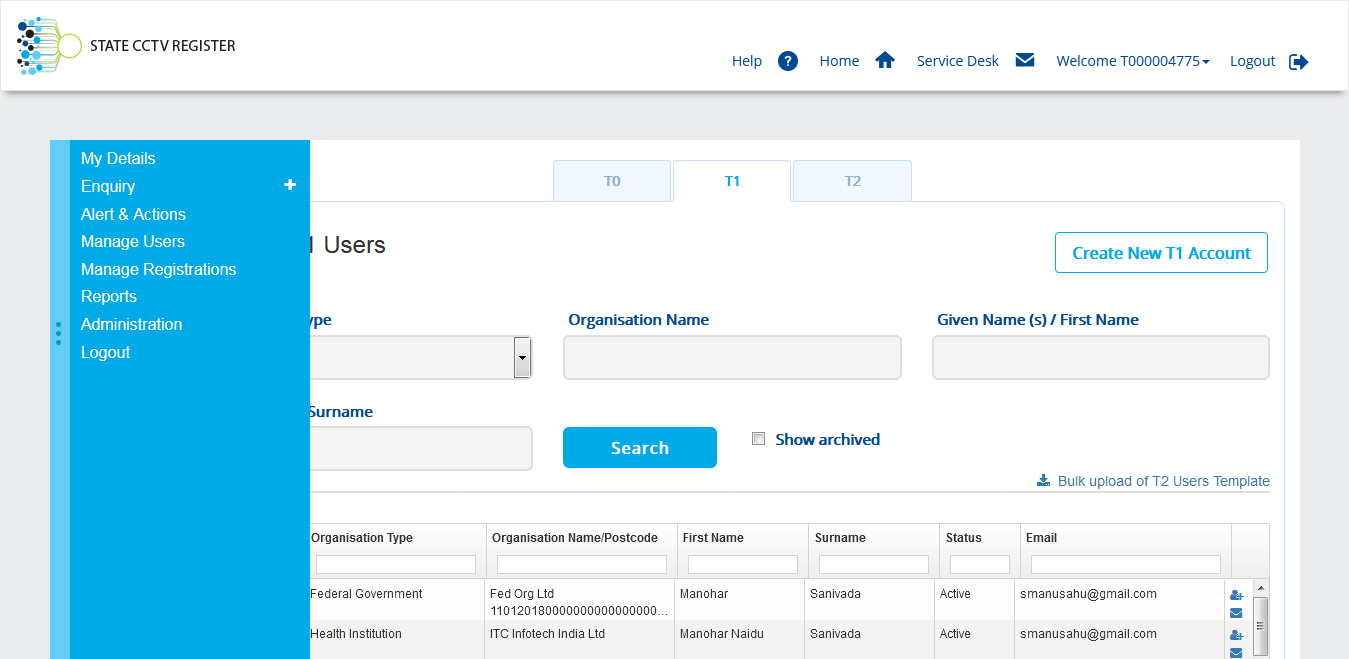 STATE CCTV REGISTER
Help ? Home Service Desk Welcome T000004775 Logout
My Details
Enquiry +
Alert & Actions
Manage Users
Manage Registrations
Reports
Administration
Logout
T0 T1 T2
Users
Create New T1 Account
Organisation Name Given Name (s) / First Name
Surname
Search Show archived
Bulk upload of T2 Users Template
Organisation Type Organisation Name/Postcode First Name Surname Status Email
Federal Government Fed Org Ltd Manohar Sanivada Active smanusahu@gmail.com
Health Institution ITC Infotech India Ltd Manohar Naidu Sanivada Active smanusahu@gmail.com